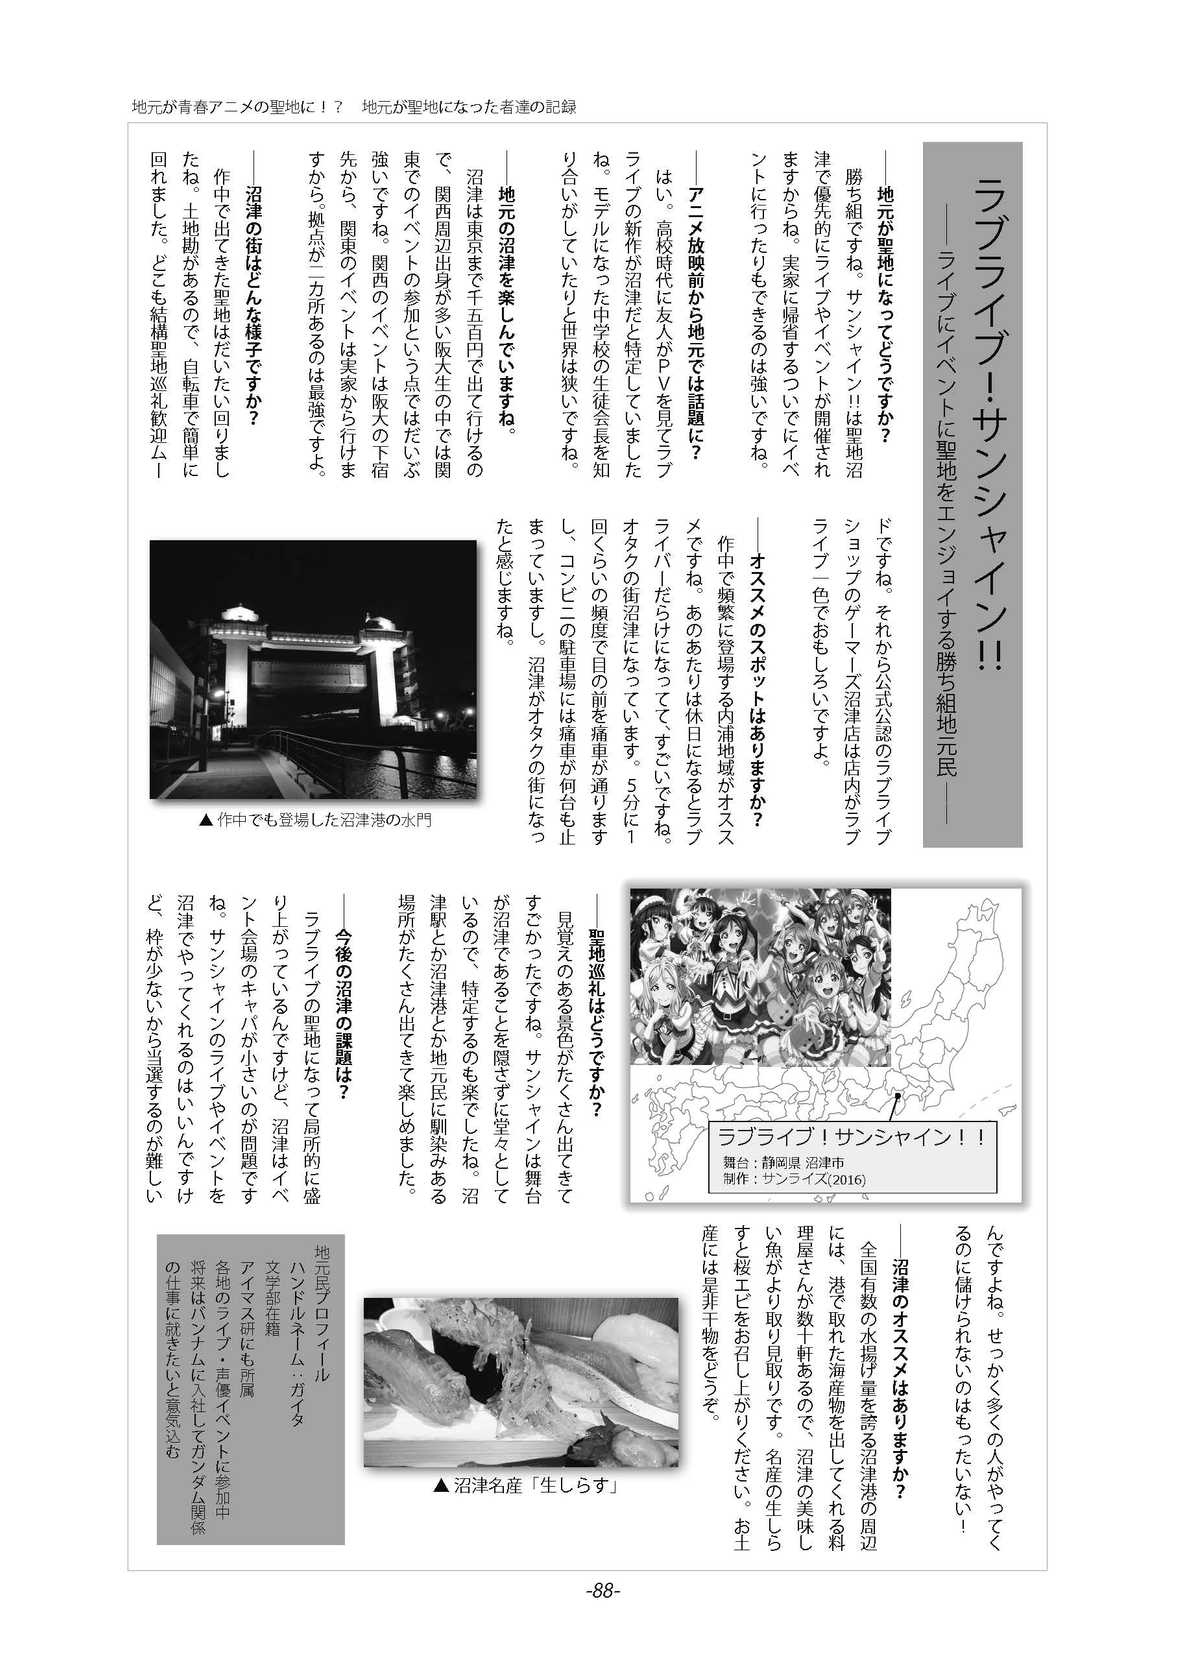 地元が青春アニメの聖地に！？　地元が聖地になった者達の記録
ラブライブ！サンシャイン!!
――ライブにイベントに聖地をエンジョイする勝ち組地元民――
――地元が聖地になってどうですか？
　勝ち組ですね。サンシャイン!!は聖地沼
津で優先的にライブやイベントが開催され
ますからね。実家に帰省するついでにイベ
ントに行ったりもできるのは強いですね。
――アニメ放映前から地元では話題に？
　はい。高校時代に友人がＰＶを見てラブ
ライブの新作が沼津だと特定していました
ね。モデルになった中学校の生徒会長を知
り合いがしていたりと世界は狭いですね。
――地元の沼津を楽しんでいますね。
　沼津は東京まで千五百円で出て行けるの
で、関西周辺出身が多い阪大生の中では関
東でのイベントの参加という点ではだいぶ
強いですね。関西のイベントは阪大の下宿
先から、関東のイベントは実家から行けま
すから。拠点が二カ所あるのは最強ですよ。
――沼津の街はどんな様子ですか？
　作中で出てきた聖地はだいたい回りまし
たね。土地勘があるので、自転車で簡単に
回れました。どこも結構聖地巡礼歓迎ムー
ドですね。それから公式公認のラブライブ
ショップのゲーマーズ沼津店は店内がラブ
ライブ一色でおもしろいですよ。
――オススメのスポットはありますか？
　作中で頻繁に登場する内浦地域がオスス
メですね。あのあたりは休日になるとラブ
ライバーだらけになってて、すごいですね。
オタクの街沼津になっています。５分に１
回くらいの頻度で目の前を痛車が通ります
し、コンビニの駐車場には痛車が何台も止
まっていますし。沼津がオタクの街になっ
たと感じますね。
▲作中でも登場した沼津港の水門
ラブライブ！サンシャイン！！
舞台：静岡県 沼津市
制作：サンライズ(2016)
――聖地巡礼はどうですか？
　見覚えのある景色がたくさん出てきて
すごかったですね。サンシャインは舞台
が沼津であることを隠さずに堂々として
いるので、特定するのも楽でしたね。沼
津駅とか沼津港とか地元民に馴染みある
場所がたくさん出てきて楽しめました。
――今後の沼津の課題は？
　ラブライブの聖地になって局所的に盛
り上がっているんですけど、沼津はイベ
ント会場のキャパが小さいのが問題です
ね。サンシャインのライブやイベントを
沼津でやってくれるのはいいんですけ
ど、枠が少ないから当選するのが難しい
んですよね。せっかく多くの人がやってく
るのに儲けられないのはもったいない！
――沼津のオススメはありますか？
　全国有数の水揚げ量を誇る沼津港の周辺
には、港で取れた海産物を出してくれる料
理屋さんが数十軒あるので、沼津の美味し
い魚がより取り見取りです。名産の生しら
すと桜エビをお召し上がりください。お土
産には是非干物をどうぞ。
▲沼津名産「生しらす」
地元民プロフィール
ハンドルネーム：ガイタ
文学部在籍
アイマス研にも所属
各地のライブ・声優イベントに参加中
将来はバンナムに入社してガンダム関係
の仕事に就きたいと意気込む
-88-